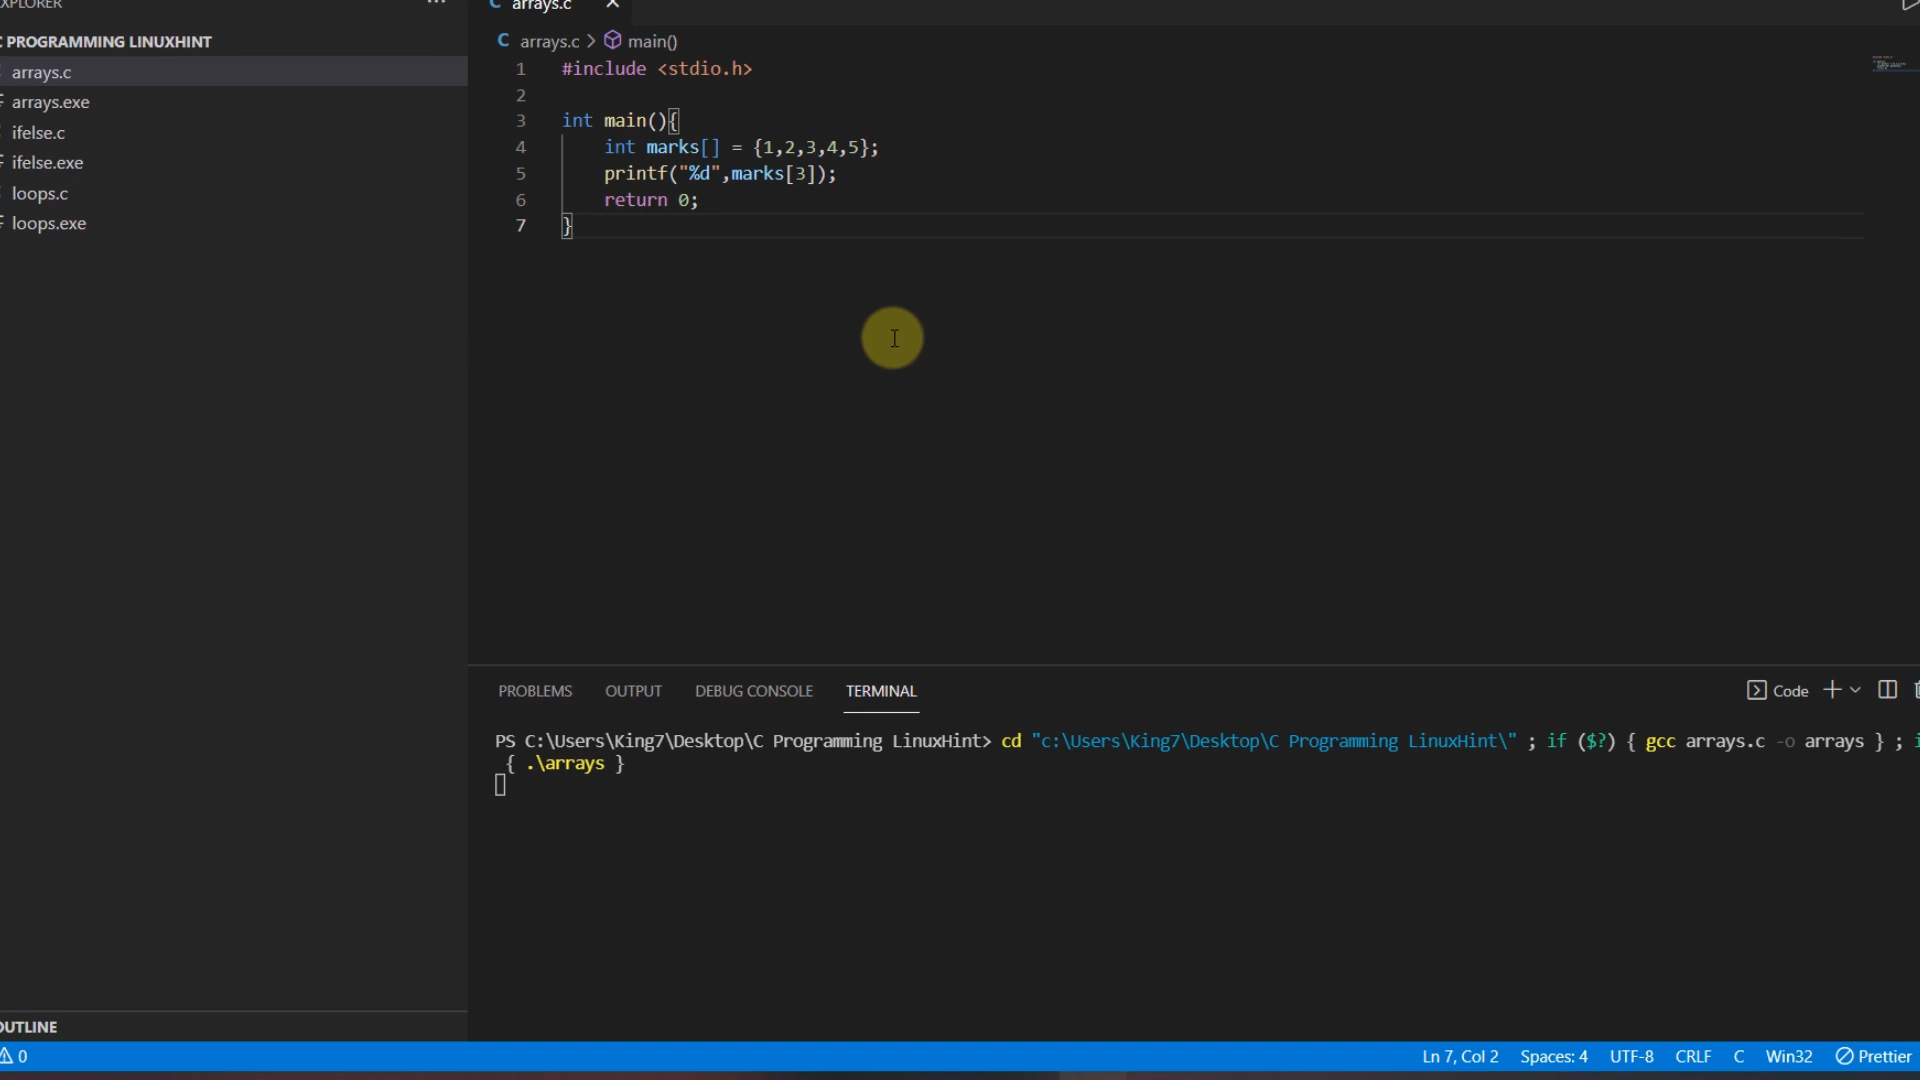 XPLORER ···
arrays.c ×
C PROGRAMMING LINUXHINT
C arrays.c > main()
arrays.c
arrays.exe
ifelse.c
ifelse.exe
loops.c
loops.exe
1 #include <stdio.h>
2
3 int main(){
4 int marks[] = {1,2,3,4,5};
5 printf("%d",marks[3]);
6 return 0;
7 }
PROBLEMS OUTPUT DEBUG CONSOLE TERMINAL Code
PS C:\Users\King7\Desktop\C Programming LinuxHint> cd "c:\Users\King7\Desktop\C Programming LinuxHint\" ; if ($?) { gcc arrays.c -o arrays } ; i
{ .\arrays }
OUTLINE
0 Ln 7, Col 2 Spaces: 4 UTF-8 CRLF C Win32 Prettier